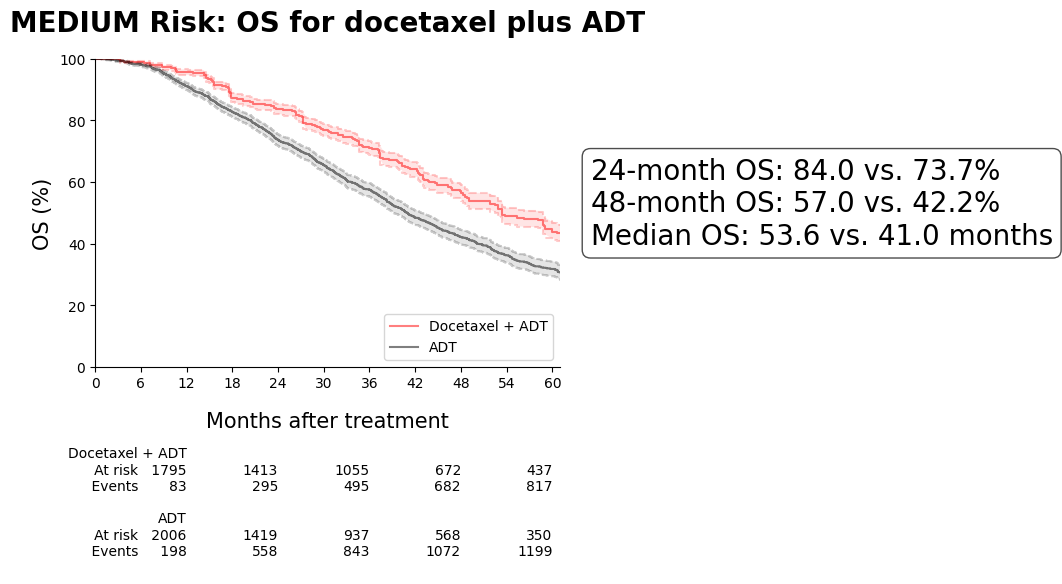 MEDIUM Risk: OS for docetaxel plus ADT
100
80
60
40
20
0
OS (%)
0 6 12 18 24 30 36 42 48 54 60
Months after treatment
Docetaxel + ADT
ADT
24-month OS: 84.0 vs. 73.7%
48-month OS: 57.0 vs. 42.2%
Median OS: 53.6 vs. 41.0 months
Docetaxel + ADT
At risk 1795 1413 1055 672 437
Events 83 295 495 682 817
ADT
At risk 2006 1419 937 568 350
Events 198 558 843 1072 1199